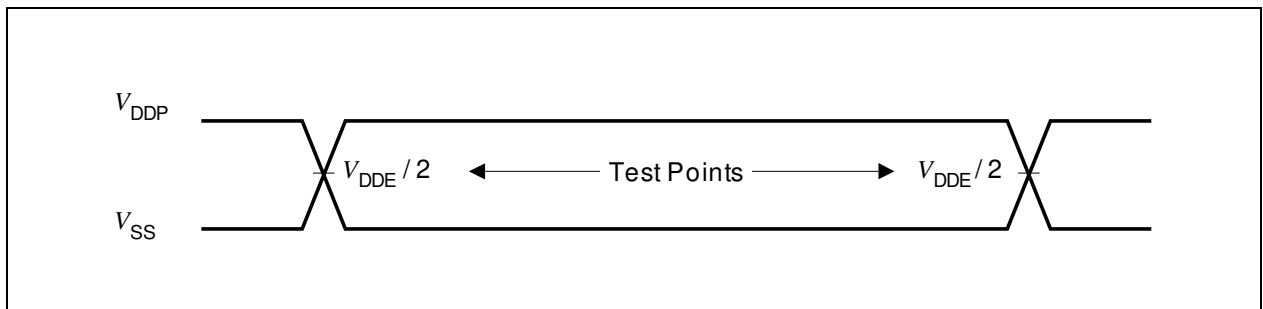 V_DDP
V_DDE / 2 Test Points V_DDE / 2
V_SS